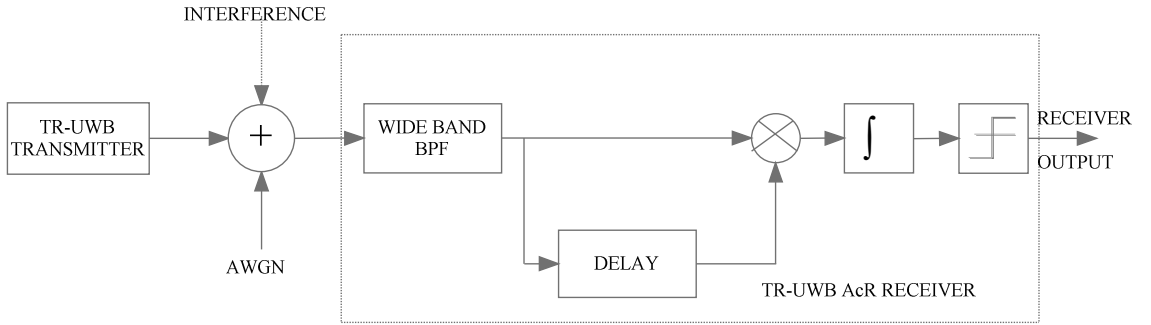 INTERFERENCE
TR-UWB
TRANSMITTER
+
AWGN
WIDE BAND
BPF
DELAY
∫
RECEIVER
OUTPUT
TR-UWB AcR RECEIVER